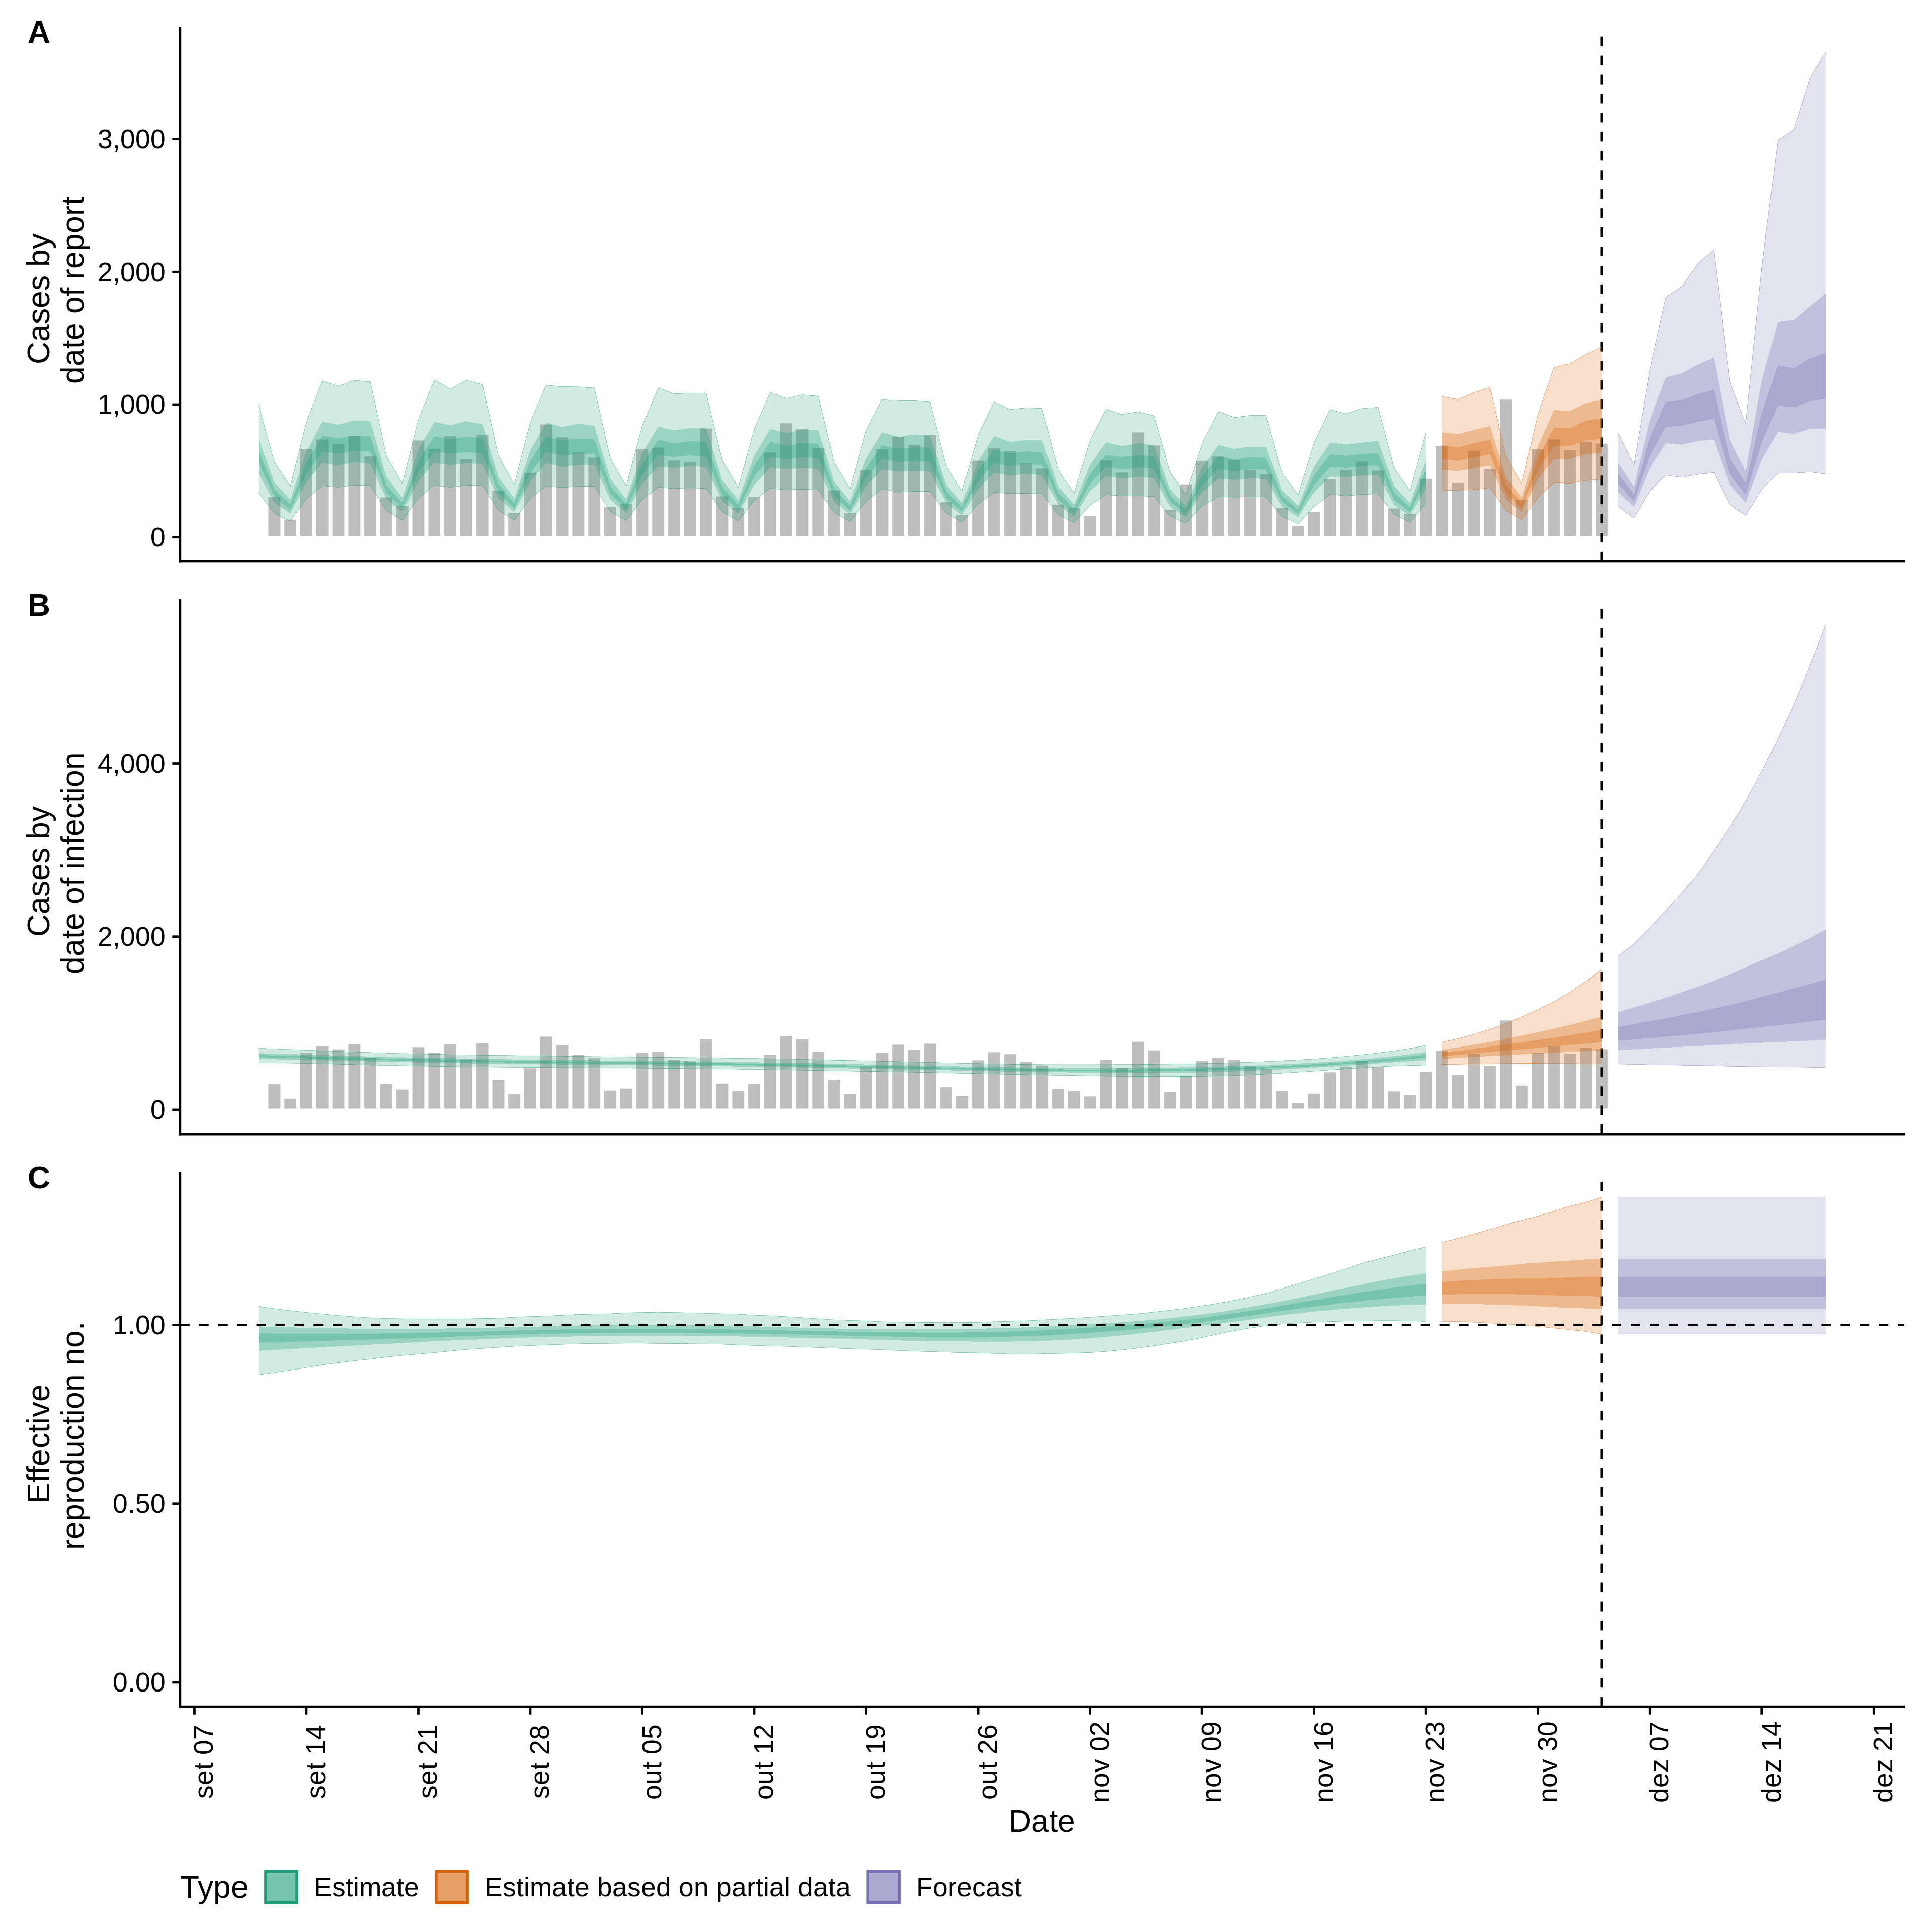 A
Cases by
date of report
3,000
2,000
1,000
0
B
Cases by
date of infection
4,000
2,000
0
C
Effective
reproduction no.
1.00
0.50
0.00
set 07
set 14
set 21
set 28
out 05
out 12
out 19
out 26
nov 02
nov 09
nov 16
nov 23
nov 30
dez 07
dez 14
dez 21
Date
Type Estimate Estimate based on partial data Forecast